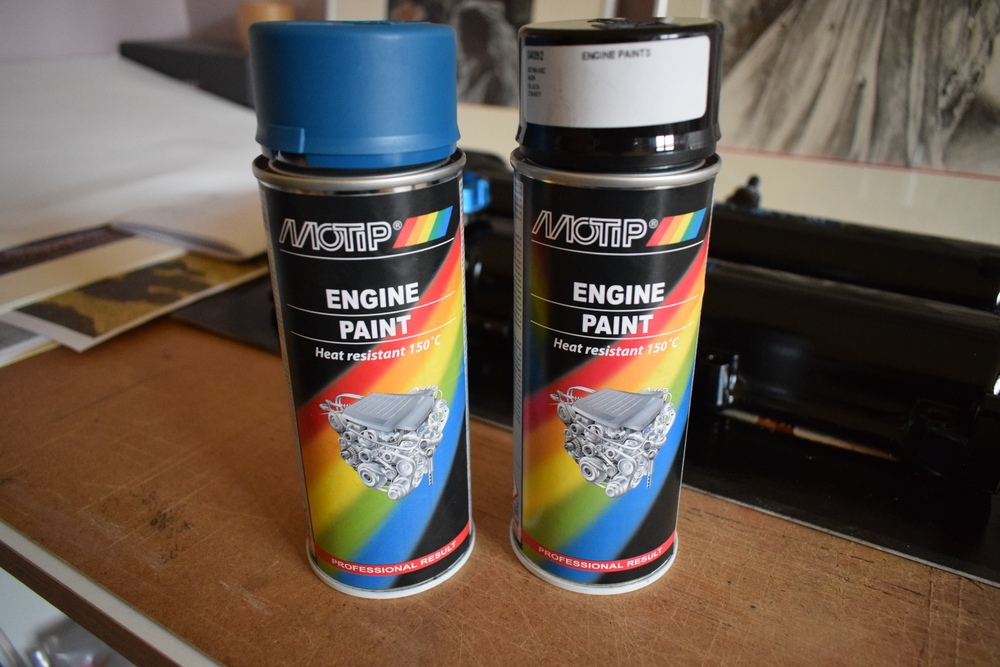 MOTIP®
ENGINE
PAINT
Heat resistant 150°C
PROFESSIONAL RESULT
ENGINE PAINTS
MOTIP®
ENGINE
PAINT
Heat resistant 150°C
PROFESSIONAL RESULT